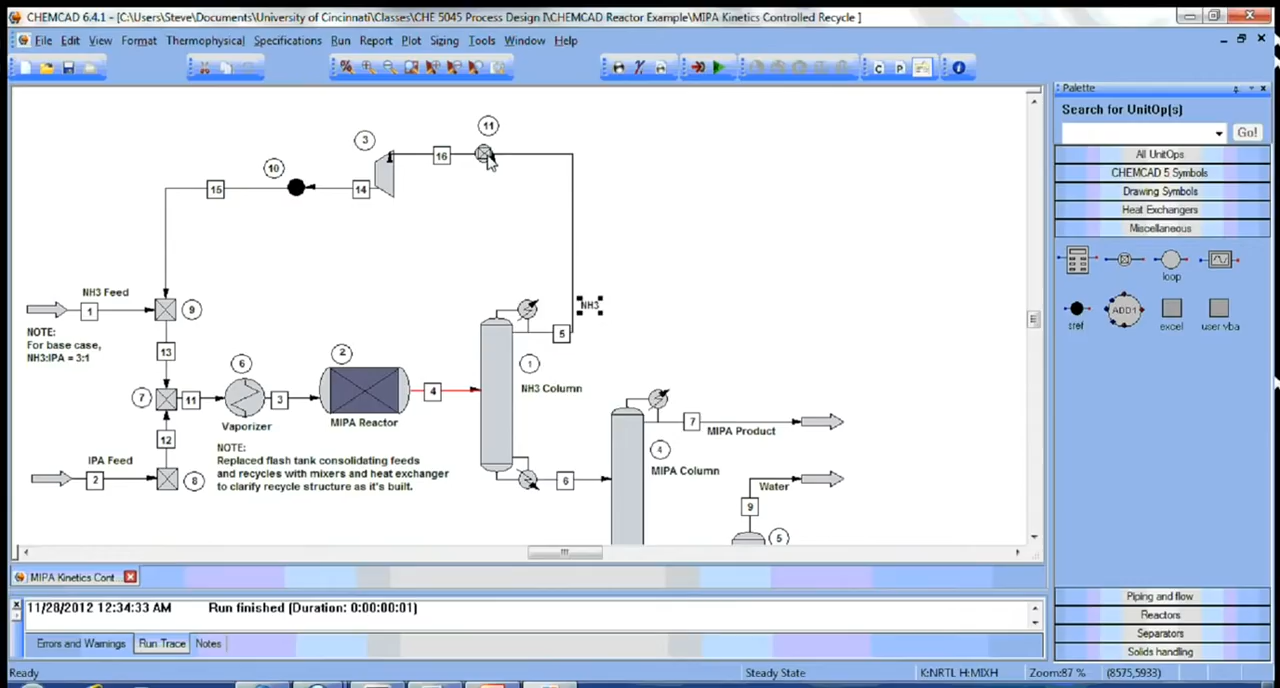 CHEMCAD 6.4.1 - [C:\Users\Steve\Documents\University of Cincinnati\Classes\CHE 5045 Process Design I\CHEMCAD Reactor Example\MIPA Kinetics Controlled Recycle ]
File Edit View Format Thermophysical Specifications Run Report Plot Sizing Tools Window Help
C P
Palette
Search for UnitOp(s)
Go!
All UnitOps
CHEMCAD 5 Symbols
Drawing Symbols
Heat Exchangers
Miscellaneous
loop
sref
ADD1
excel
user vba
Piping and flow
Reactors
Separators
Solids handling
11
3
16
10
15
14
NH3 Feed
1
9
NOTE:
For base case,
NH3:IPA = 3:1
13
NH3
5
1
NH3 Column
6
2
7
11
3
4
Vaporizer
MIPA Reactor
12
NOTE:
Replaced flash tank consolidating feeds
and recycles with mixers and heat exchanger
to clarify recycle structure as it's built.
IPA Feed
2
8
6
7
MIPA Product
4
MIPA Column
Water
9
5
MIPA Kinetics Cont...
11/28/2012 12:34:33 AM Run finished (Duration: 0:00:00:01)
Errors and Warnings Run Trace Notes
Ready Steady State K:NRTL H:MIXH Zoom:87 % (8575,5933)